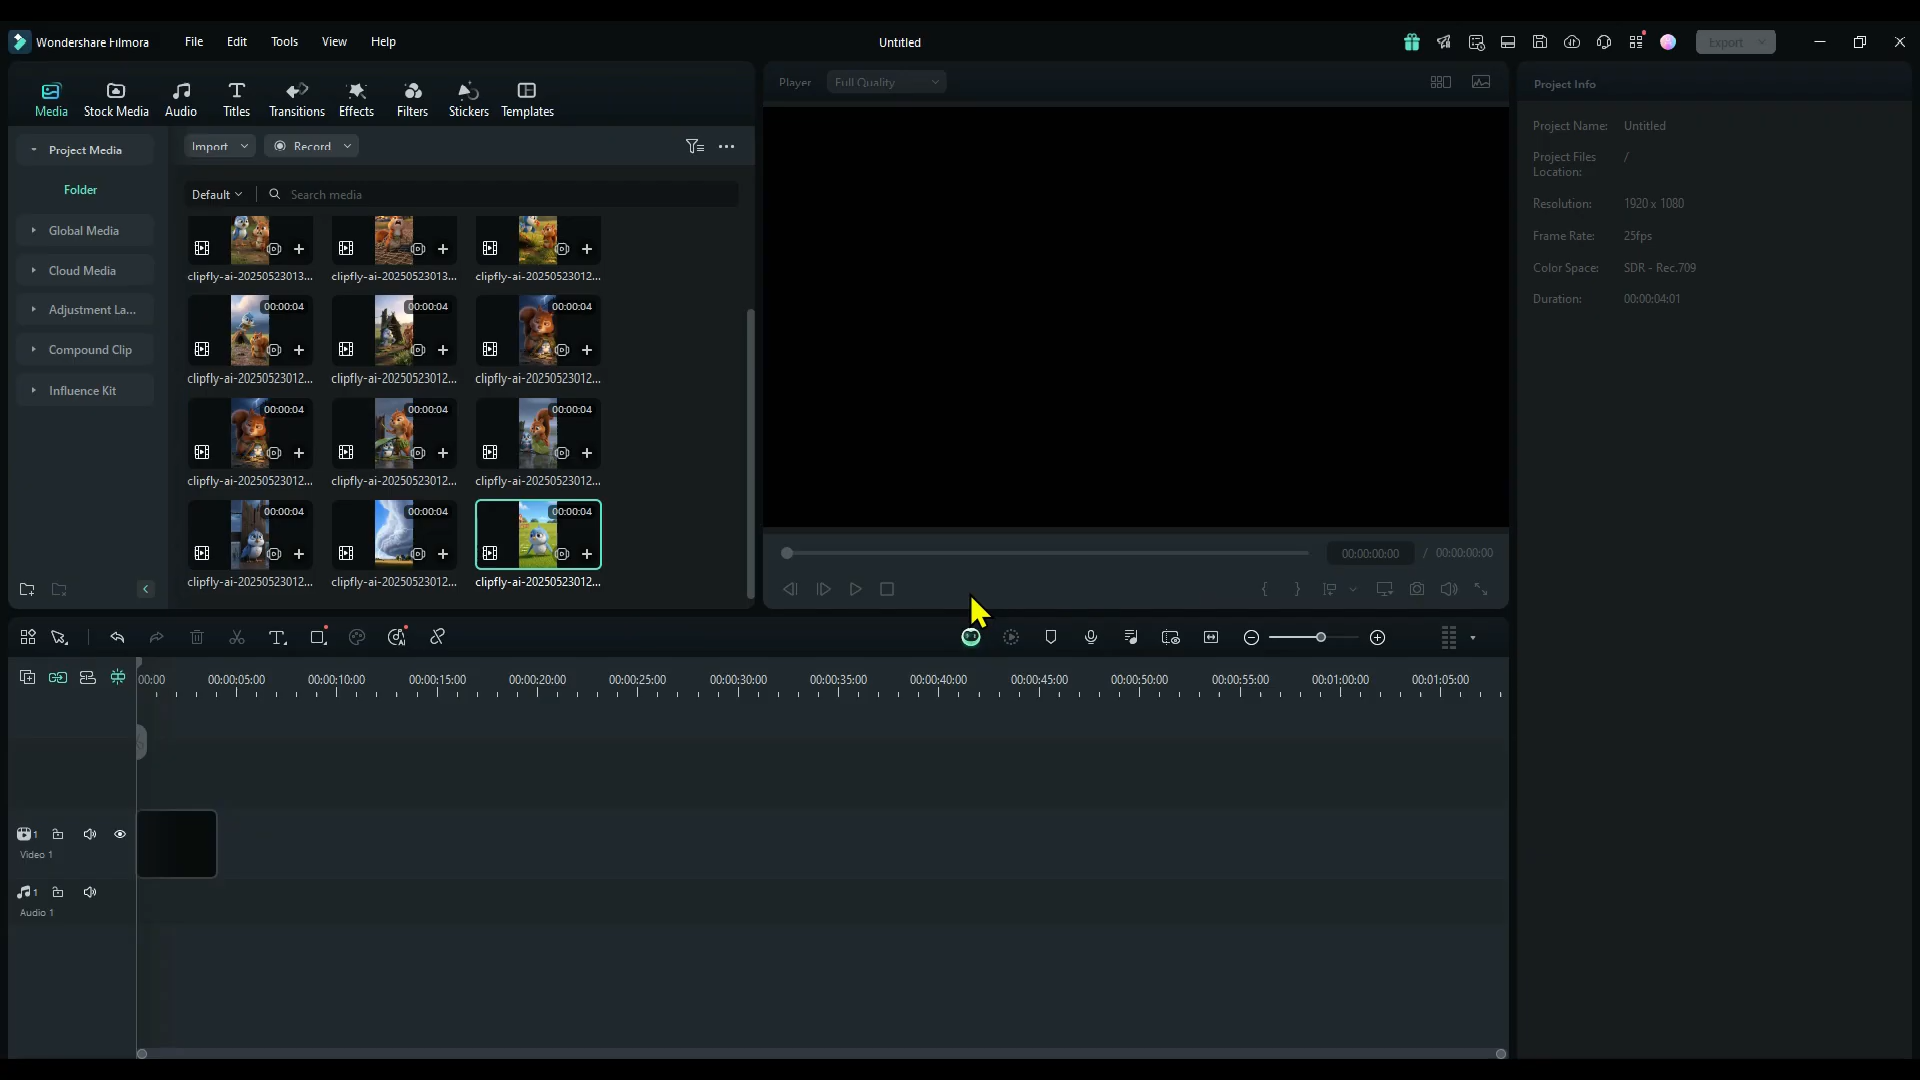 Wondershare Filmora File Edit Tools View Help Untitled Export
Media Stock Media Audio Titles Transitions Effects Filters Stickers Templates
Player Full Quality
Project Info
Project Media
Folder
Global Media
Cloud Media
Adjustment La...
Compound Clip
Influence Kit
Import Record
Default Search media
clipfly-ai-20250523013... clipfly-ai-20250523013... clipfly-ai-20250523012...
00:00:04 00:00:04 00:00:04
clipfly-ai-20250523012... clipfly-ai-20250523012... clipfly-ai-20250523012...
00:00:04 00:00:04 00:00:04
clipfly-ai-20250523012... clipfly-ai-20250523012... clipfly-ai-20250523012...
00:00:04 00:00:04 00:00:04
clipfly-ai-20250523012... clipfly-ai-20250523012... clipfly-ai-20250523012...
00:00:00:00 / 00:00:00:00
Project Name: Untitled
Project Files Location: /
Resolution: 1920 x 1080
Frame Rate: 25fps
Color Space: SDR - Rec.709
Duration: 00:00:04:01
00:00 00:00:05:00 00:00:10:00 00:00:15:00 00:00:20:00 00:00:25:00 00:00:30:00 00:00:35:00 00:00:40:00 00:00:45:00 00:00:50:00 00:00:55:00 00:01:00:00 00:01:05:00
1
Video 1
1
Audio 1